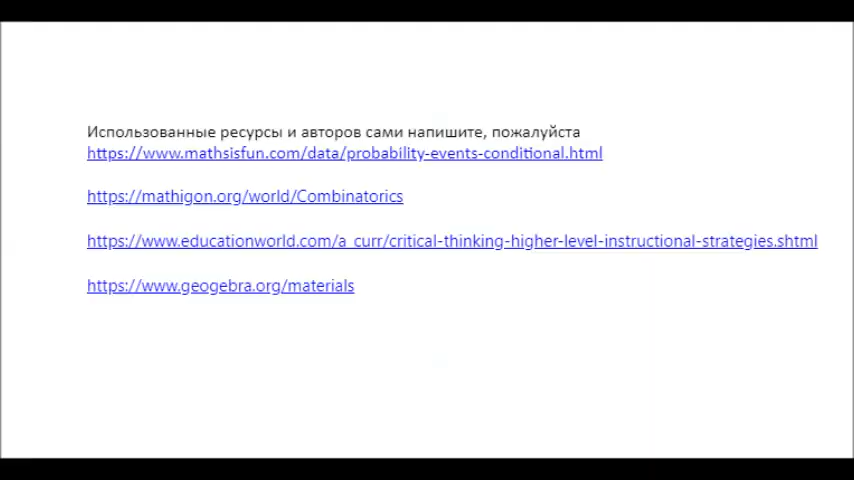 Использованные ресурсы и авторов сами напишите, пожалуйста
https://www.mathsisfun.com/data/probability-events-conditional.html
https://mathigon.org/world/Combinatorics
https://www.educationworld.com/a_curr/critical-thinking-higher-level-instructional-strategies.shtml
https://www.geogebra.org/materials